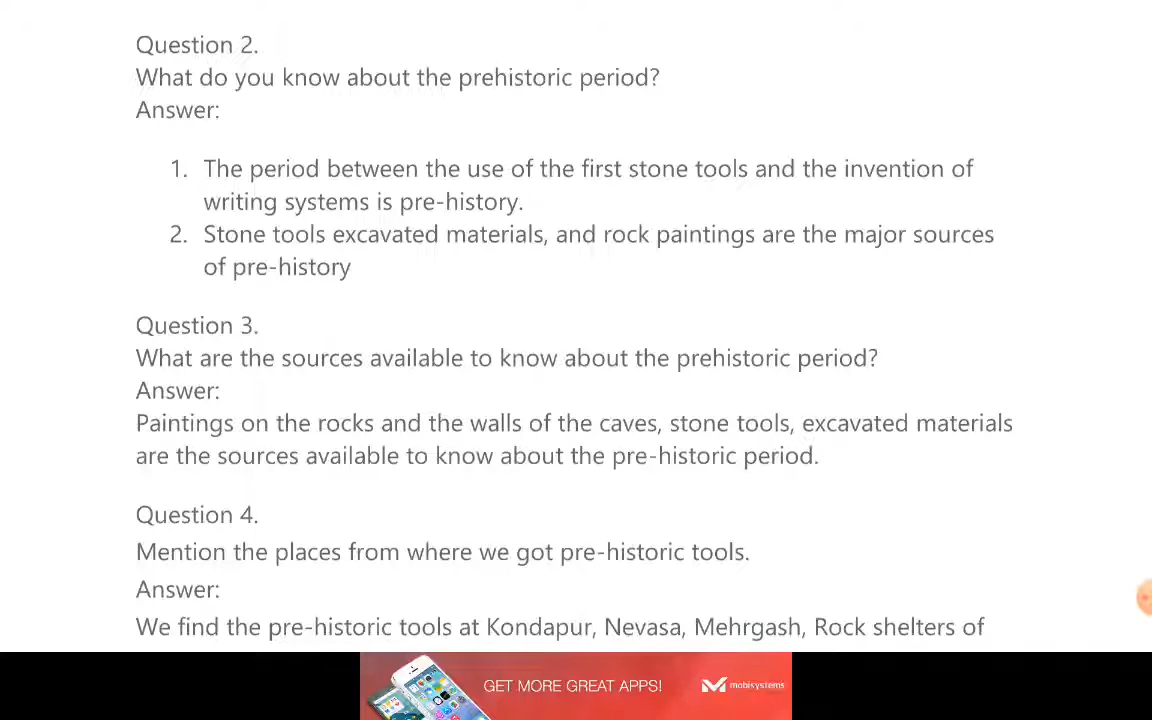 Question 2.
What do you know about the prehistoric period?
Answer:
1. The period between the use of the first stone tools and the invention of
writing systems is pre-history.
2. Stone tools excavated materials, and rock paintings are the major sources
of pre-history
Question 3.
What are the sources available to know about the prehistoric period?
Answer:
Paintings on the rocks and the walls of the caves, stone tools, excavated materials
are the sources available to know about the pre-historic period.
Question 4.
Mention the places from where we got pre-historic tools.
Answer:
We find the pre-historic tools at Kondapur, Nevasa, Mehrgash, Rock shelters of
GET MORE GREAT APPS!
mobisystems